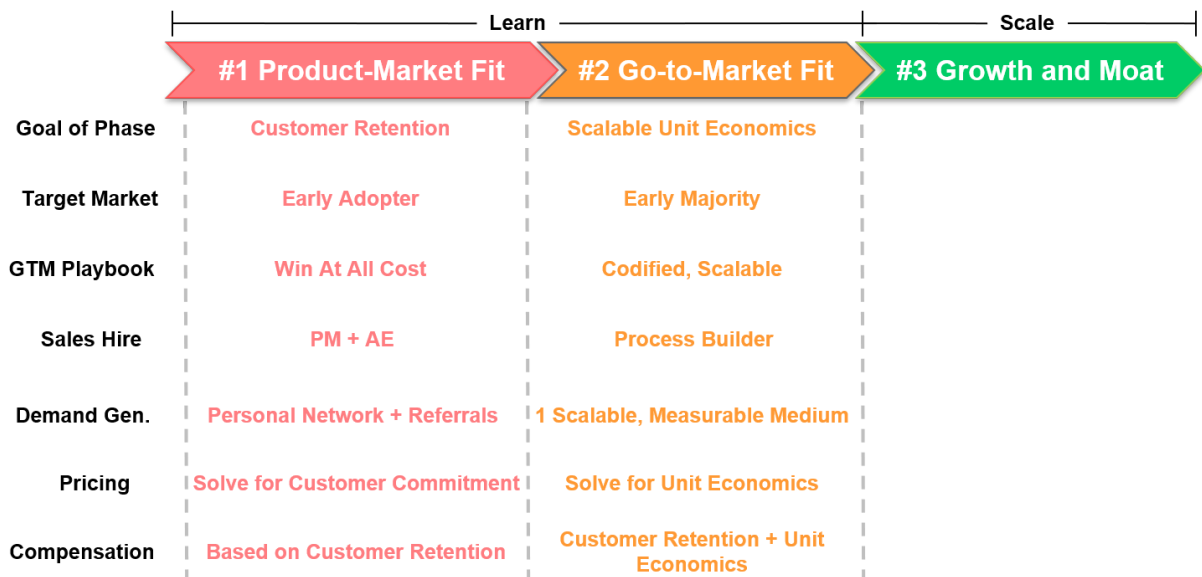 Learn
Scale
#1 Product-Market Fit
#2 Go-to-Market Fit
#3 Growth and Moat
Goal of Phase
Customer Retention
Scalable Unit Economics
Target Market
Early Adopter
Early Majority
GTM Playbook
Win At All Cost
Codified, Scalable
Sales Hire
PM + AE
Process Builder
Demand Gen.
Personal Network + Referrals
1 Scalable, Measurable Medium
Pricing
Solve for Customer Commitment
Solve for Unit Economics
Compensation
Based on Customer Retention
Customer Retention + Unit
Economics